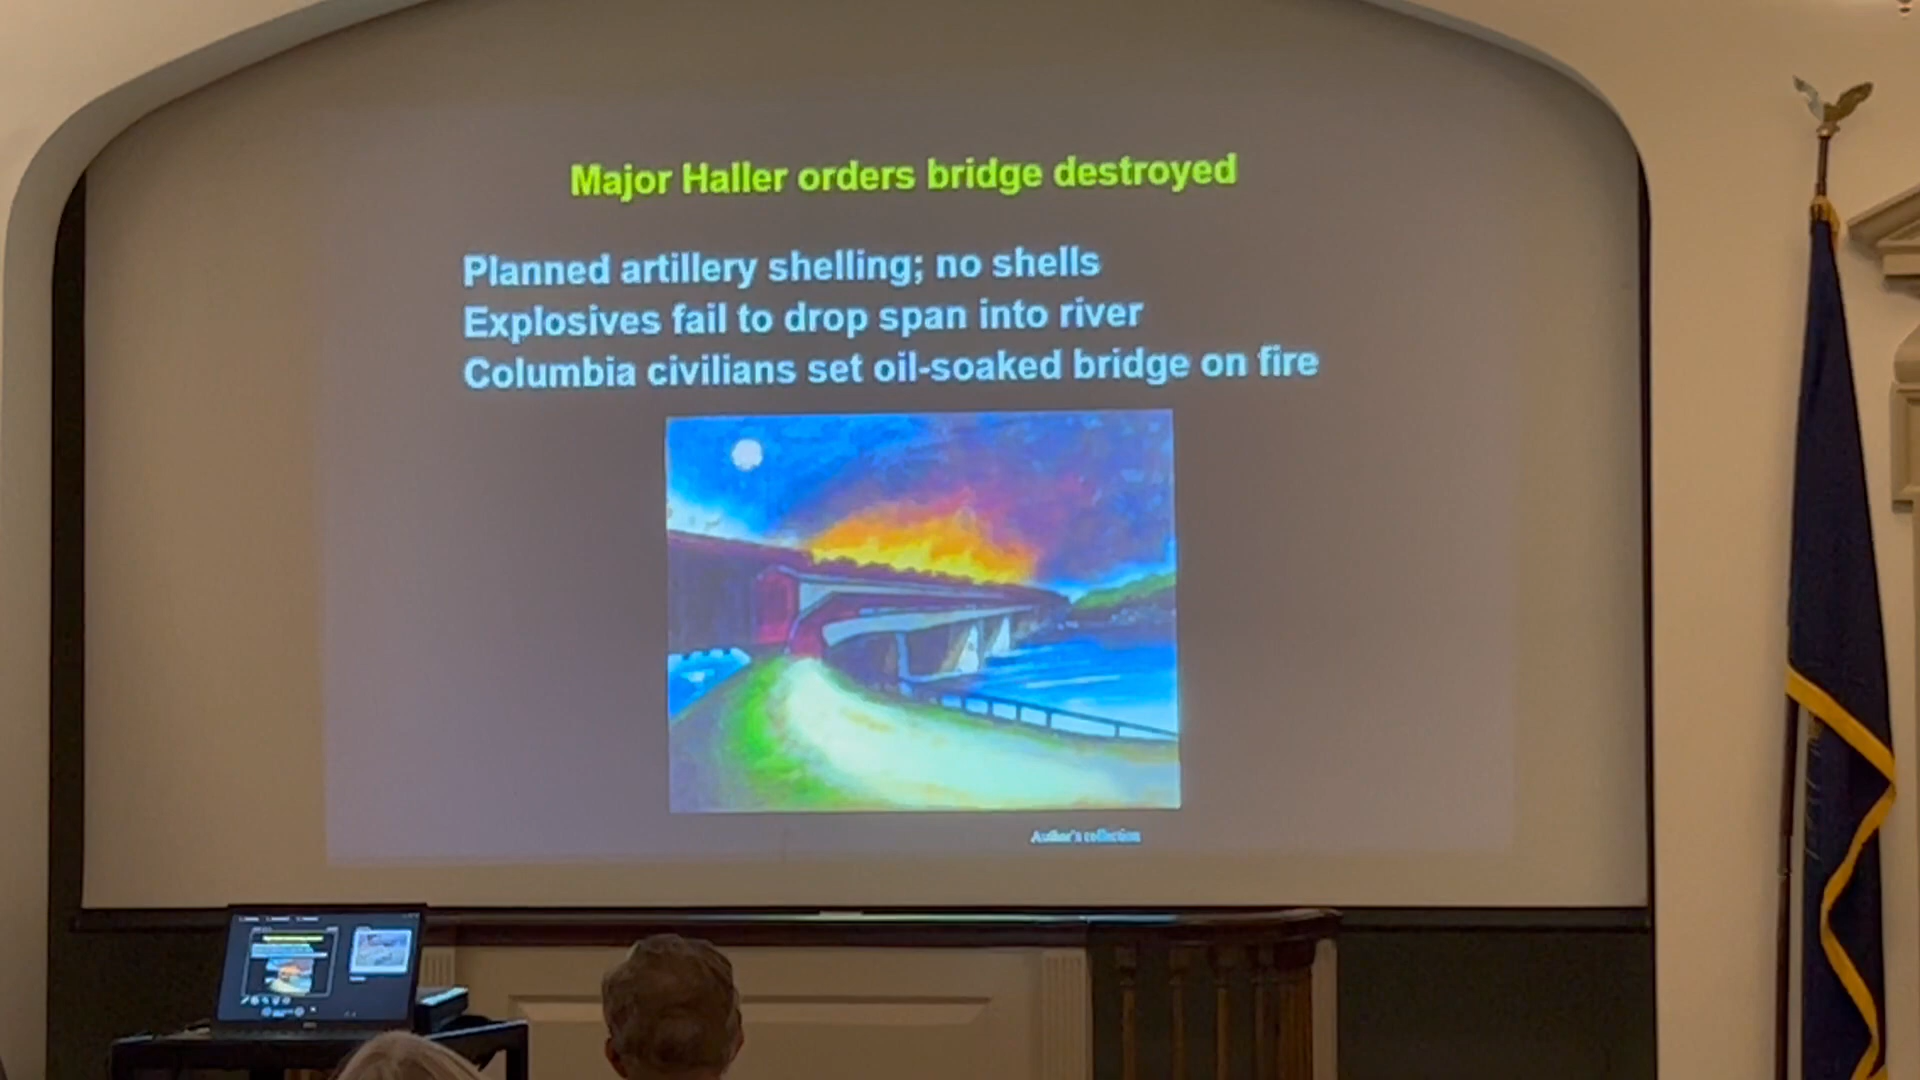 Major Haller orders bridge destroyed
Planned artillery shelling; no shells
Explosives fail to drop span into river
Columbia civilians set oil-soaked bridge on fire
Author's collection